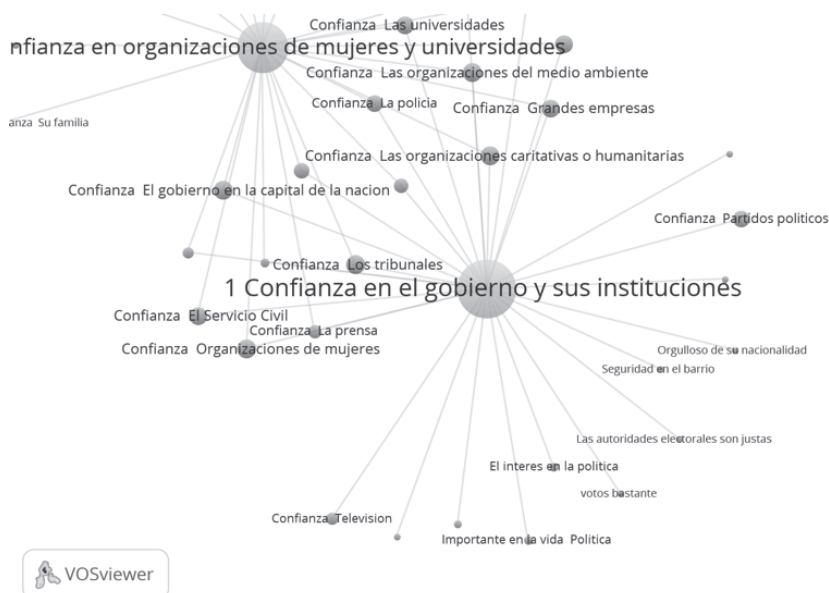 Confianza Las universidades
nfianza en organizaciones de mujeres y universidades
Confianza Las organizaciones del medio ambiente
Confianza La policia
Confianza Grandes empresas
anza Su familia
Confianza Las organizaciones caritativas o humanitarias
Confianza El gobierno en la capital de la nacion
Confianza Partidos politicos
Confianza Los tribunales
1 Confianza en el gobierno y sus instituciones
Confianza El Servicio Civil
Confianza La prensa
Confianza Organizaciones de mujeres
Orgulloso de su nacionalidad
Seguridad en el barrio
Las autoridades electorales son justas
El interes en la politica
votos bastante
Confianza Television
Importante en la vida Politica
VOSviewer